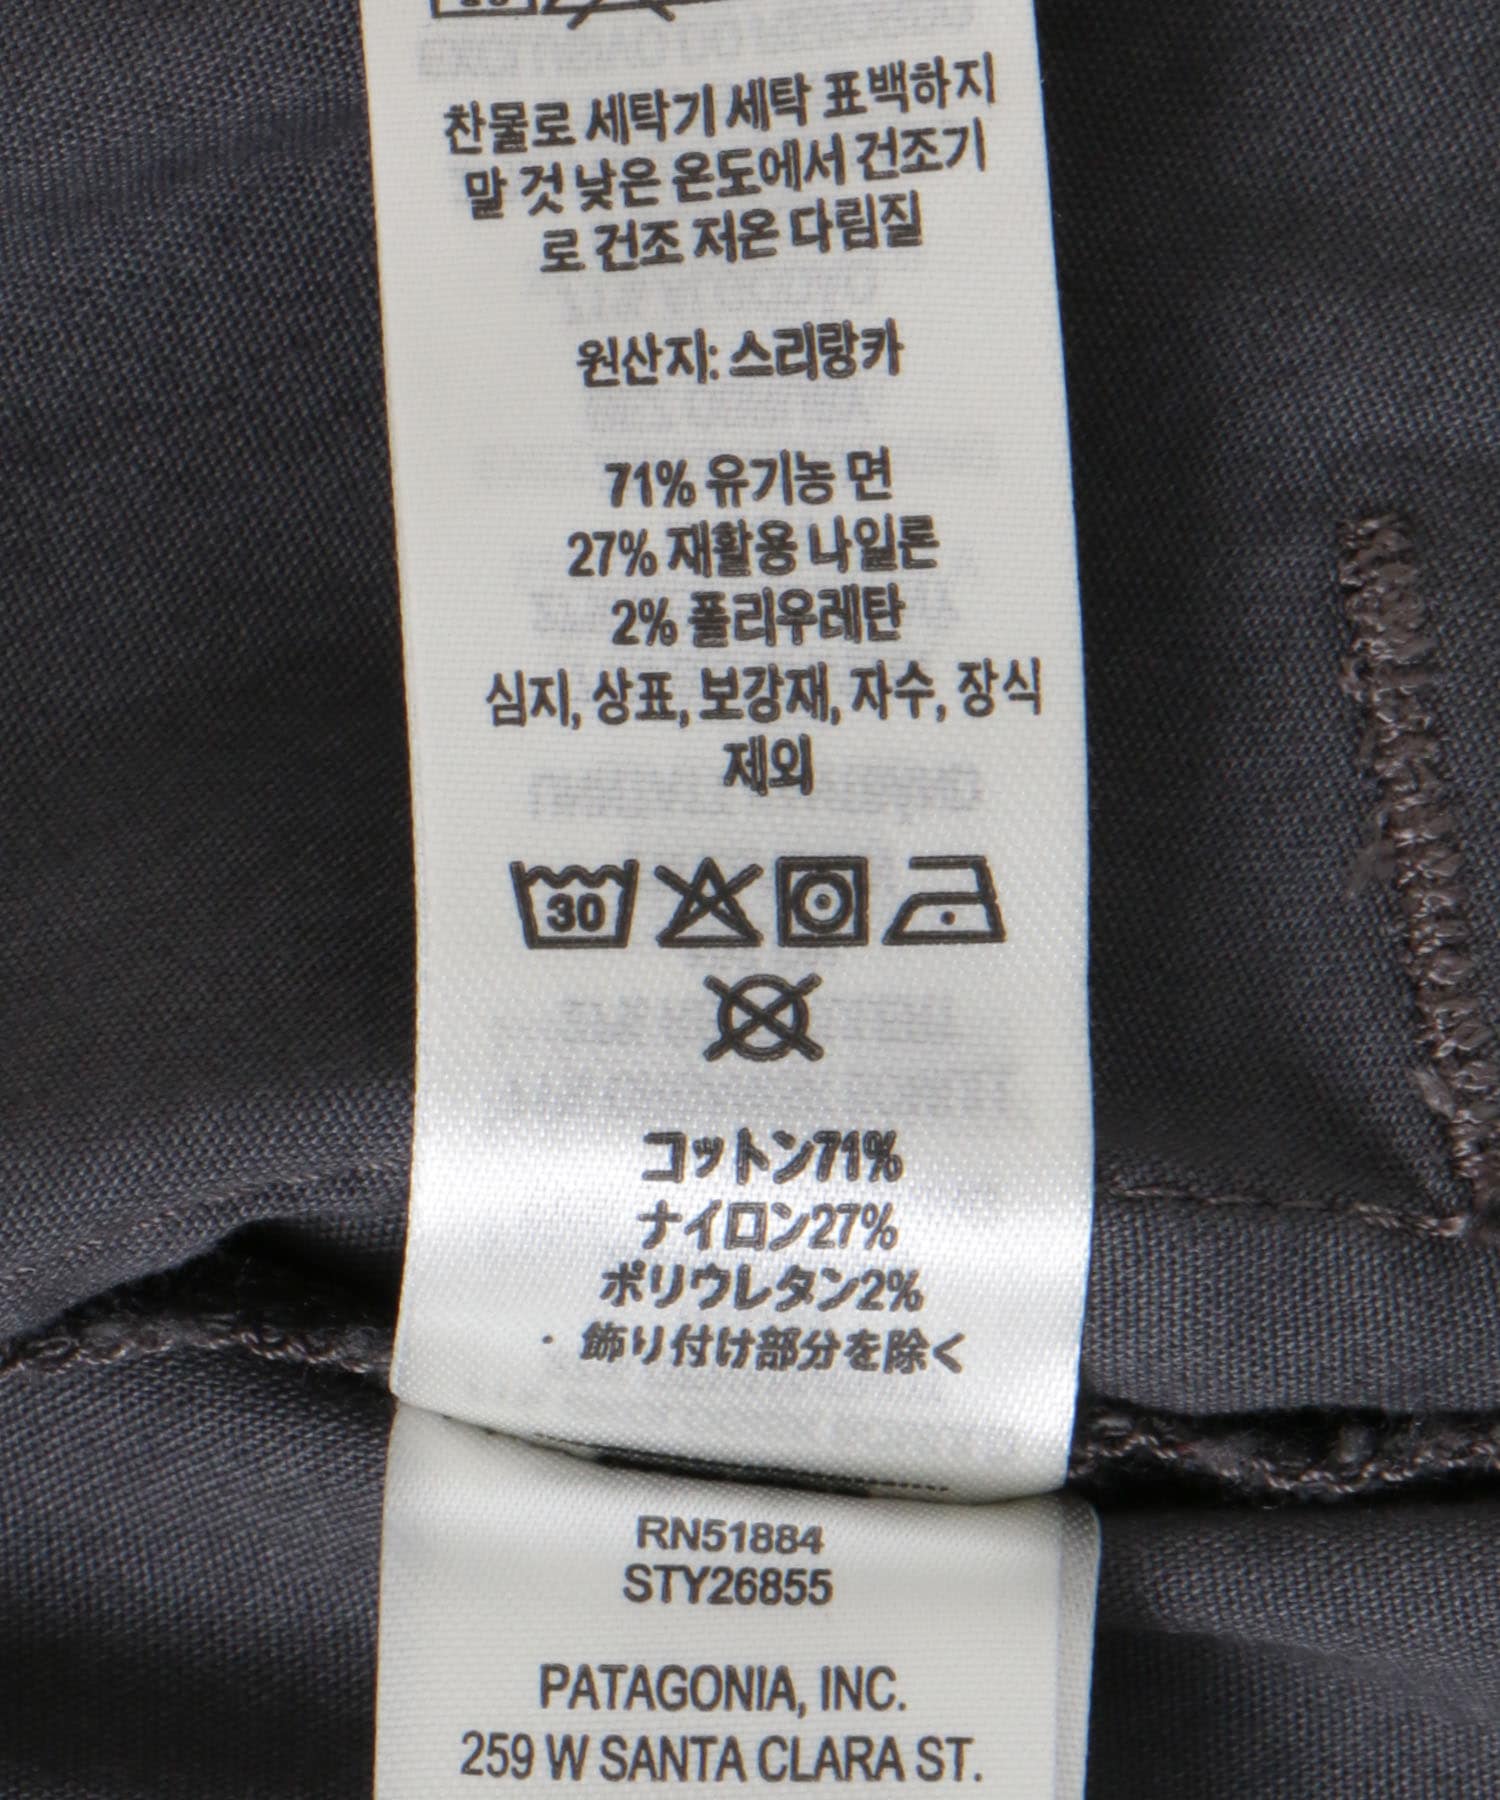 찬물로 세탁기 세탁 표백하지
말 것 낮은 온도에서 건조기
로 건조 저온 다림질
원산지: 스리랑카
71% 유기농 면
27% 재활용 나일론
2% 폴리우레탄
심지, 상표, 보강재, 자수, 장식
제외
30
コットン71%
ナイロン27%
ポリウレタン2%
・飾り付け部分を除く
RN51884
STY26855
PATAGONIA, INC.
259 W SANTA CLARA ST.